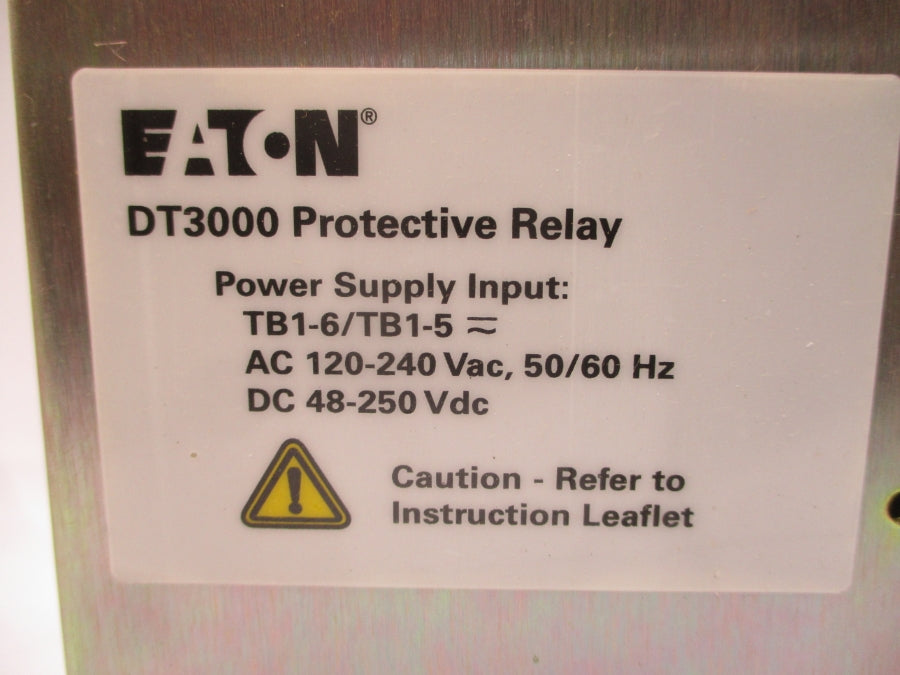 EATON®
DT3000 Protective Relay
Power Supply Input:
TB1-6/TB1-5 ⎓
AC 120-240 Vac, 50/60 Hz
DC 48-250 Vdc
Caution - Refer to
Instruction Leaflet